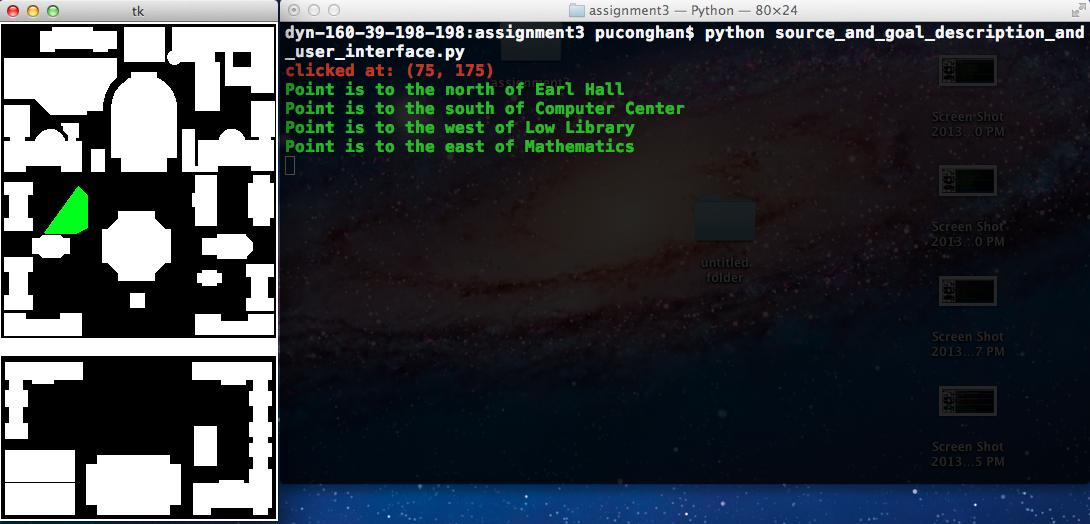 tk
assignment3 — Python — 80×24
dyn-160-39-198-198:assignment3 puconghan$ python source_and_goal_description_and
_user_interface.py
clicked at: (75, 175)
Point is to the north of Earl Hall
Point is to the south of Computer Center
Point is to the west of Low Library
Point is to the east of Mathematics
assignment3
Screen Shot
2013...0 PM
Screen Shot
2013...0 PM
untitled
folder
Screen Shot
2013...7 PM
Screen Shot
2013...5 PM